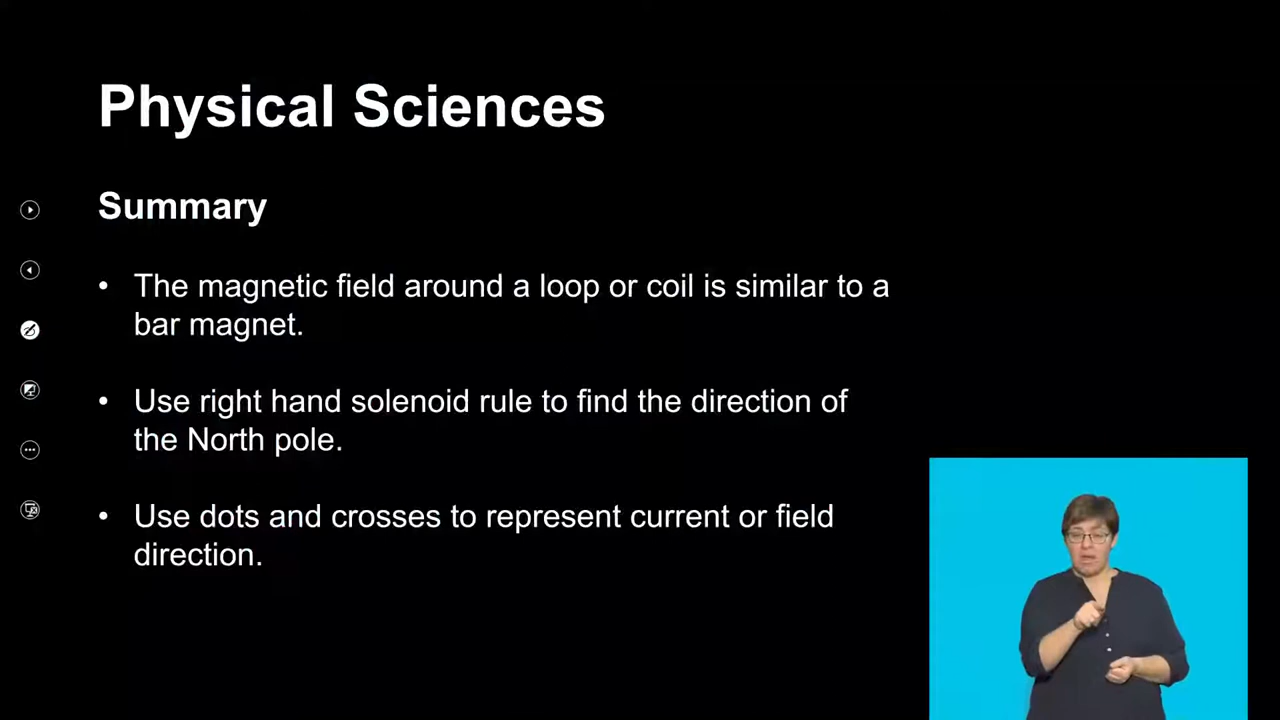 Physical Sciences
Summary
• The magnetic field around a loop or coil is similar to a
bar magnet.
• Use right hand solenoid rule to find the direction of
the North pole.
• Use dots and crosses to represent current or field
direction.